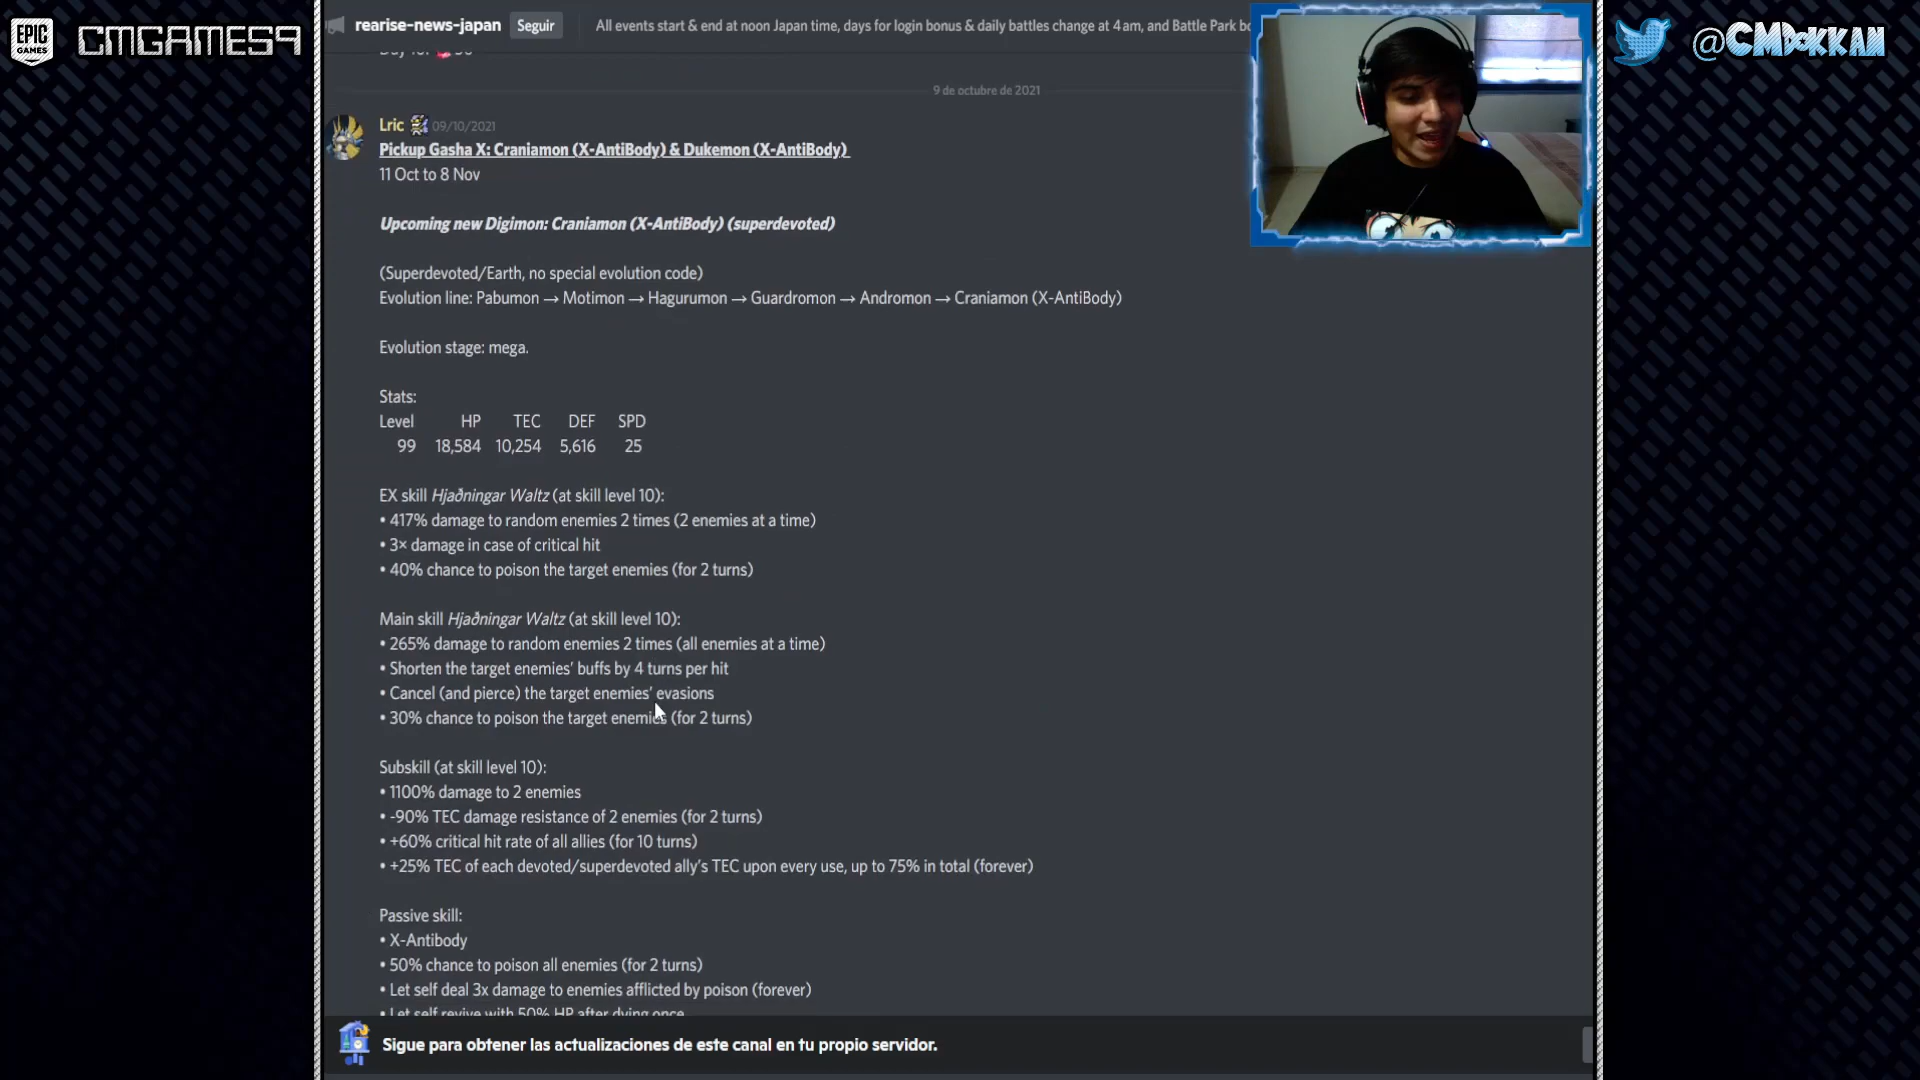 EPIC GAMES
CMGAMES9
rearise-news-japan
Seguir
All events start & end at noon Japan time, days for login bonus & daily battles change at 4 am, and Battle Park
@CMDOKKAN
9 de octubre de 2021
Lric 09/10/2021
Pickup Gasha X: Craniamon (X-AntiBody) & Dukemon (X-AntiBody)
11 Oct to 8 Nov
Upcoming new Digimon: Craniamon (X-AntiBody) (superdevoted)
(Superdevoted/Earth, no special evolution code)
Evolution line: Pabumon → Motimon → Hagurumon → Guardromon → Andromon → Craniamon (X-AntiBody)
Evolution stage: mega.
Stats:
Level HP TEC DEF SPD
99 18,584 10,254 5,616 25
EX skill Hjaðningar Waltz (at skill level 10):
• 417% damage to random enemies 2 times (2 enemies at a time)
• 3× damage in case of critical hit
• 40% chance to poison the target enemies (for 2 turns)
Main skill Hjaðningar Waltz (at skill level 10):
• 265% damage to random enemies 2 times (all enemies at a time)
• Shorten the target enemies' buffs by 4 turns per hit
• Cancel (and pierce) the target enemies' evasions
• 30% chance to poison the target enemies (for 2 turns)
Subskill (at skill level 10):
• 1100% damage to 2 enemies
• -90% TEC damage resistance of 2 enemies (for 2 turns)
• +60% critical hit rate of all allies (for 10 turns)
• +25% TEC of each devoted/superdevoted ally's TEC upon every use, up to 75% in total (forever)
Passive skill:
• X-Antibody
• 50% chance to poison all enemies (for 2 turns)
• Let self deal 3x damage to enemies afflicted by poison (forever)
• Let self revive with 50% HP after dying once
Sigue para obtener las actualizaciones de este canal en tu propio servidor.